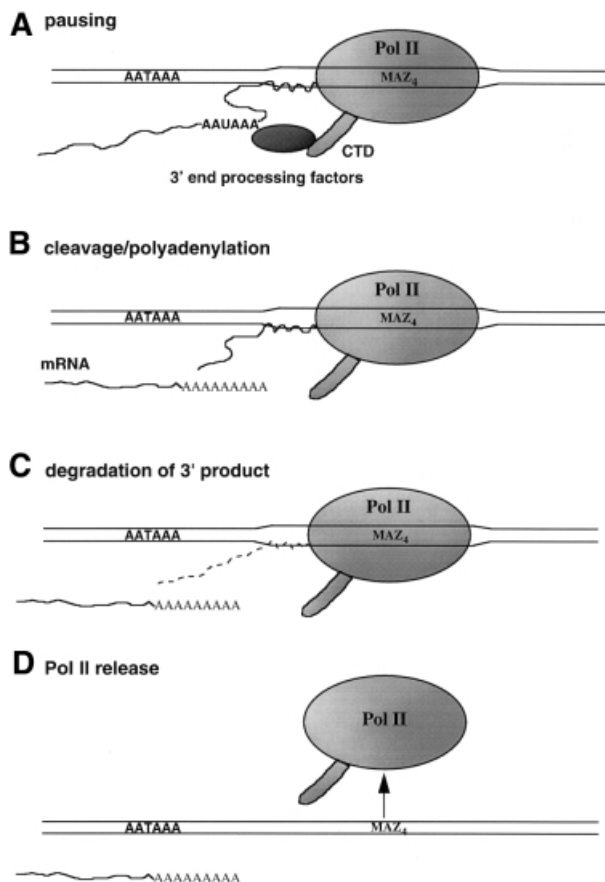 A pausing
Pol II
AATAAA MAZ4
AAUAAA
CTD
3' end processing factors
B cleavage/polyadenylation
Pol II
AATAAA MAZ4
mRNA
AAAAAAAAA
C degradation of 3' product
Pol II
AATAAA MAZ4
AAAAAAAAA
D Pol II release
Pol II
AATAAA MAZ4
AAAAAAAAA